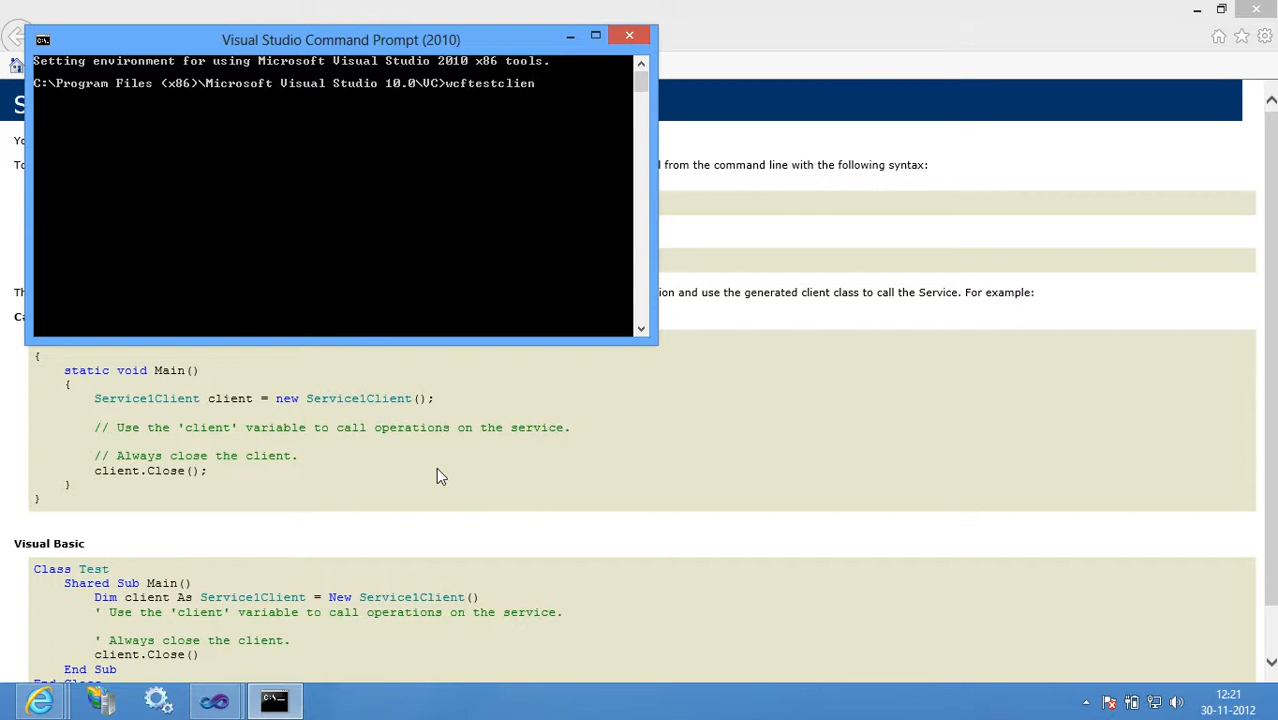 Visual Studio Command Prompt (2010)
Setting environment for using Microsoft Visual Studio 2010 x86 tools.
C:\Program Files (x86)\Microsoft Visual Studio 10.0\VC>wcftestclien
S
from the command line with the following syntax:
and use the generated client class to call the Service. For example:
{
static void Main()
{
Service1Client client = new Service1Client();
// Use the 'client' variable to call operations on the service.
// Always close the client.
client.Close();
}
}
Visual Basic
Class Test
Shared Sub Main()
Dim client As Service1Client = New Service1Client()
' Use the 'client' variable to call operations on the service.
' Always close the client.
client.Close()
End Sub
End Class
12:21
30-11-2012